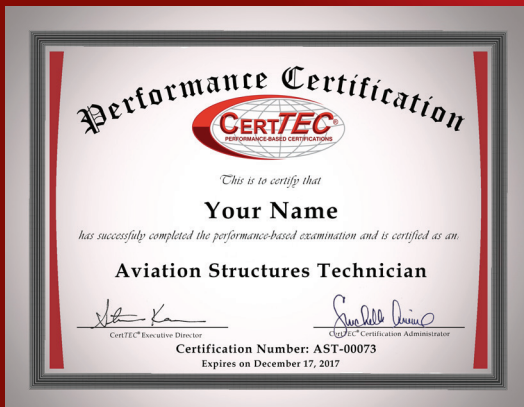 Performance Certification
CERTTEC®
PERFORMANCE-BASED CERTIFICATIONS
This is to certify that
Your Name
has successfuly completed the performance-based examination and is certified as an,
Aviation Structures Technician
CertTEC® Executive Director
CertTEC® Certification Administrator
Certification Number: AST-00073
Expires on December 17, 2017